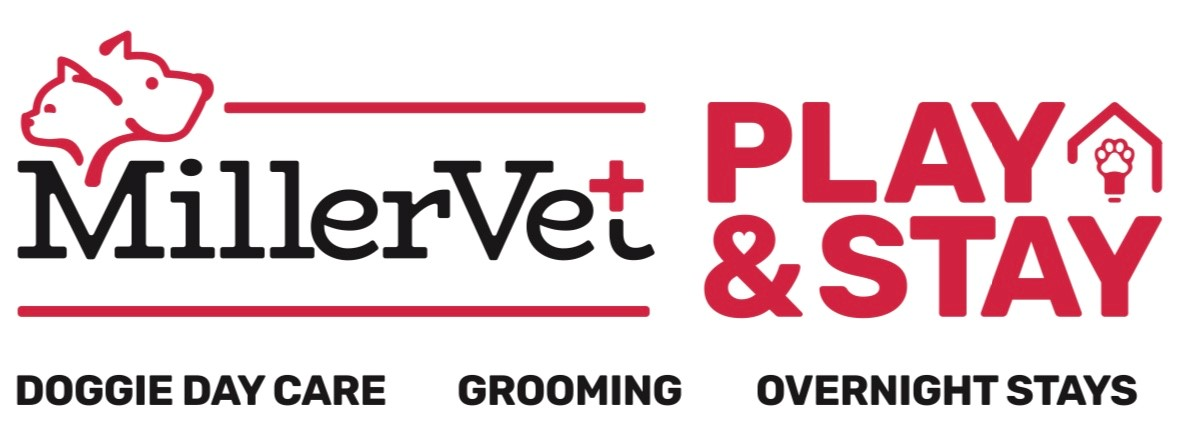 MillerVet
PLAY
& STAY
DOGGIE DAY CARE
GROOMING
OVERNIGHT STAYS